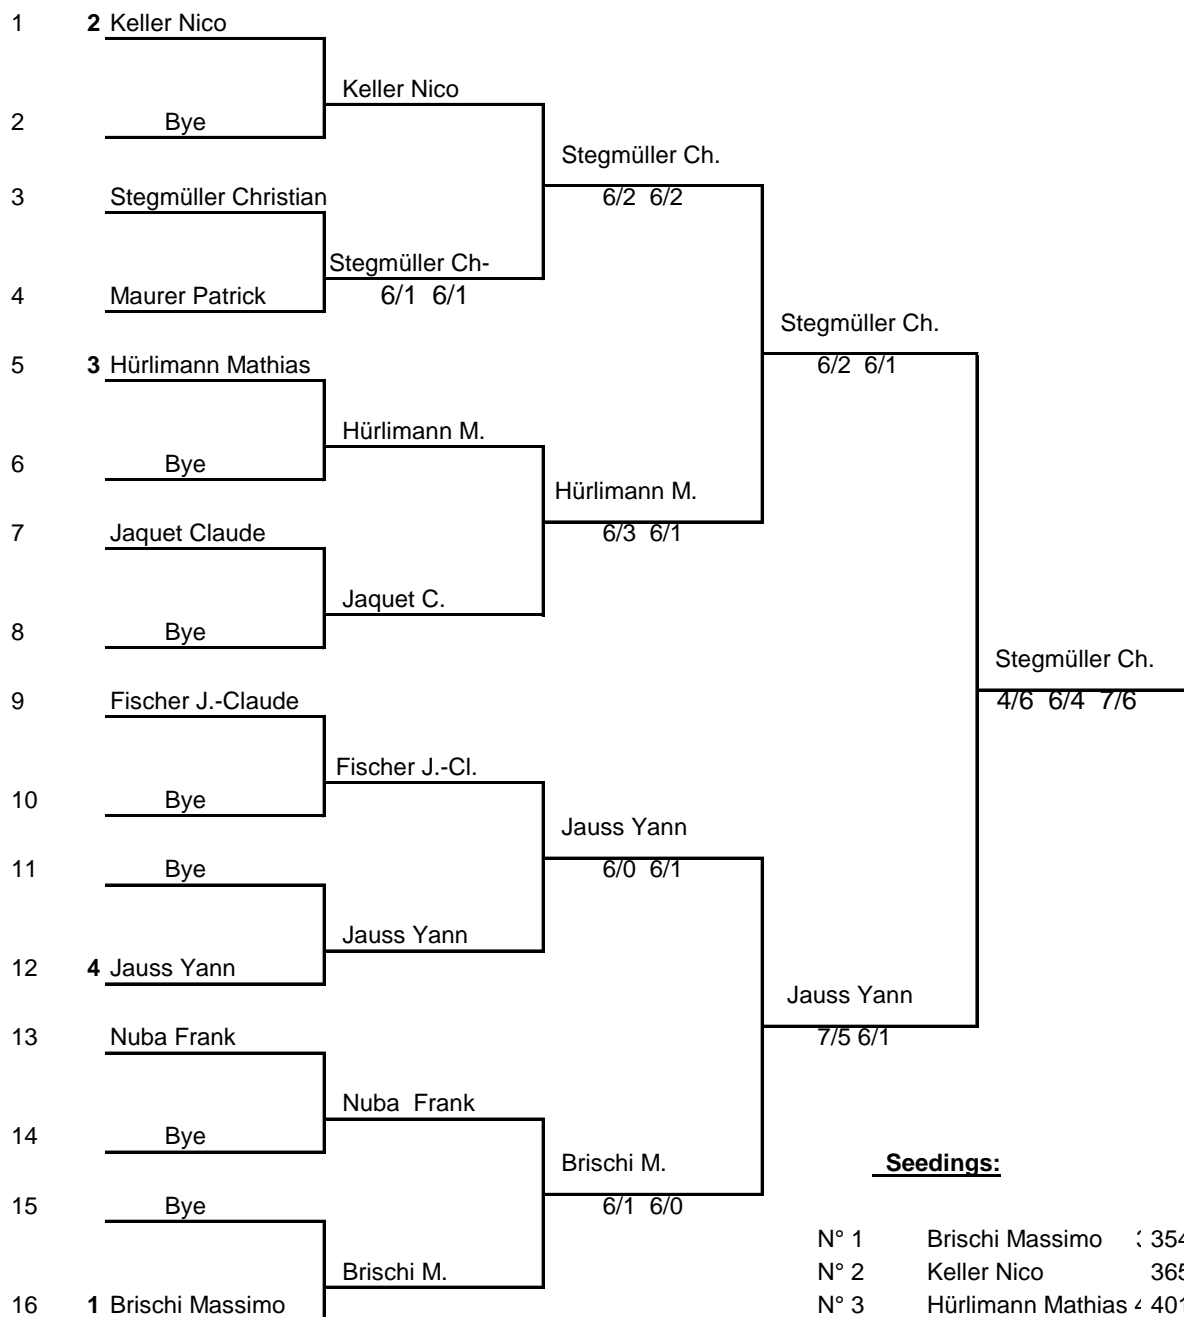 1 2 Keller Nico
Keller Nico
2 Bye
Stegmüller Ch.
3 Stegmüller Christian
6/2 6/2
Stegmüller Ch-
4 Maurer Patrick
6/1 6/1
Stegmüller Ch.
5 3 Hürlimann Mathias
6/2 6/1
Hürlimann M.
6 Bye
Hürlimann M.
7 Jaquet Claude
6/3 6/1
Jaquet C.
8 Bye
Stegmüller Ch.
9 Fischer J.-Claude
4/6 6/4 7/6
Fischer J.-Cl.
10 Bye
Jauss Yann
11 Bye
6/0 6/1
Jauss Yann
12 4 Jauss Yann
Jauss Yann
13 Nuba Frank
7/5 6/1
Nuba Frank
14 Bye
Brischi M.
Seedings:
15 Bye
6/1 6/0
N° 1 Brischi Massimo 354
Brischi M.
N° 2 Keller Nico 365
16 1 Brischi Massimo
N° 3 Hürlimann Mathias 401